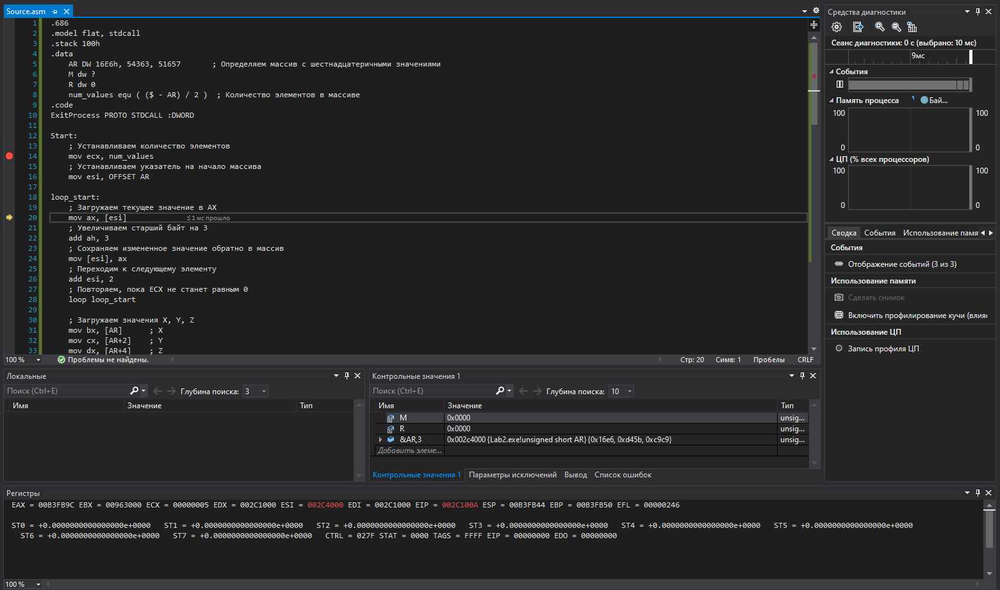 Source.asm
1 .686
2 .model flat, stdcall
3 .stack 100h
4 .data
5 AR DW 16E6h, 54363, 51657 ; Определяем массив с шестнадцатеричными значениями
6 M dw ?
7 R dw 0
8 num_values equ ( ($ - AR) / 2 ) ; Количество элементов в массиве
9 .code
10 ExitProcess PROTO STDCALL :DWORD
11
12 Start:
13 ; Устанавливаем количество элементов
14 mov ecx, num_values
15 ; Устанавливаем указатель на начало массива
16 mov esi, OFFSET AR
17
18 loop_start:
19 ; Загружаем текущее значение в AX
20 mov ax, [esi] ≤ 1 мс прошло
21 ; Увеличиваем старший байт на 3
22 add ah, 3
23 ; Сохраняем измененное значение обратно в массив
24 mov [esi], ax
25 ; Переходим к следующему элементу
26 add esi, 2
27 ; Повторяем, пока ECX не станет равным 0
28 loop loop_start
29
30 ; Загружаем значения X, Y, Z
31 mov bx, [AR] ; X
32 mov cx, [AR+2] ; Y
33 mov dx, [AR+4] ; Z
100 % Проблемы не найдены. Стр: 20 Симв: 1 Пробелы CRLF
Локальные
Поиск (Ctrl+E) Глубина поиска: 3
Имя Значение Тип
Контрольные значения 1
Поиск (Ctrl+E) Глубина поиска: 10
Имя Значение Тип
M 0x0000 unsig...
R 0x0000 unsig...
&AR,3 0x002c4000 {Lab2.exe!unsigned short AR} {0x16e6, 0xd45b, 0xc9c9} unsig...
Добавить элеме...
Контрольные значения 1 Параметры исключений Вывод Список ошибок
Регистры
EAX = 00B3FB9C EBX = 00963000 ECX = 00000005 EDX = 002C1000 ESI = 002C4000 EDI = 002C1000 EIP = 002C100A ESP = 00B3FB44 EBP = 00B3FB50 EFL = 00000246
ST0 = +0.0000000000000000e+0000 ST1 = +0.0000000000000000e+0000 ST2 = +0.0000000000000000e+0000 ST3 = +0.0000000000000000e+0000 ST4 = +0.0000000000000000e+0000 ST5 = +0.0000000000000000e+0000
ST6 = +0.0000000000000000e+0000 ST7 = +0.0000000000000000e+0000 CTRL = 027F STAT = 0000 TAGS = FFFF EIP = 00000000 EDO = 00000000
100 %
Средства диагностики
Сеанс диагностики: 0 с (выбрано: 10 мс)
9мс
События
Память процесса Бай...
100 100
0 0
ЦП (% всех процессоров)
100 100
0 0
Сводка События Использование памят
События
Отображение событий (3 из 3)
Использование памяти
Сделать снимок
Включить профилирование кучи (влияе
Использование ЦП
Запись профиля ЦП